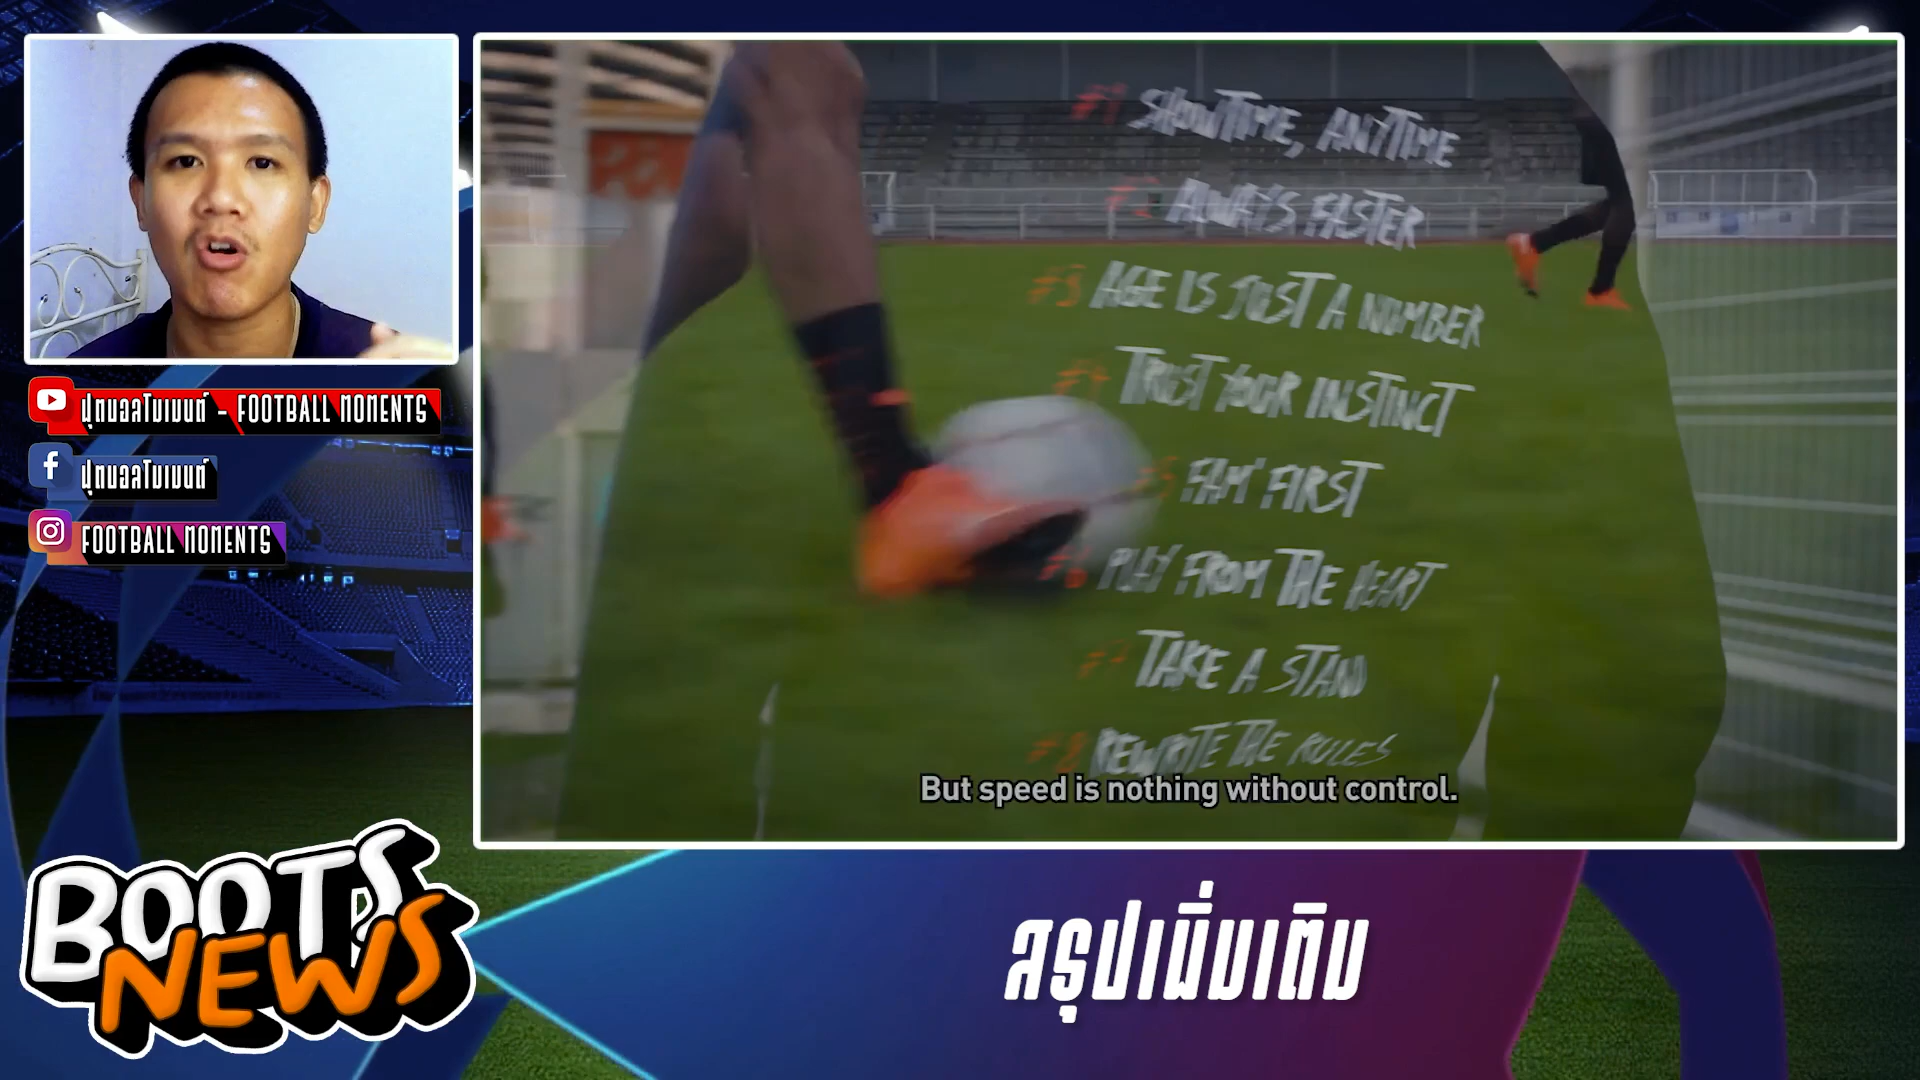 #1 SHOWTIME, ANYTIME
#2 ALWAYS FASTER
#3 AGE IS JUST A NUMBER
#4 TRUST YOUR INSTINCT
#5 FAM' FIRST
#6 PLAY FROM THE HEART
#7 TAKE A STAND
#8 REWRITE THE RULES
But speed is nothing without control.
ฟุตบอลโมเมนต์ - FOOTBALL MOMENTS
ฟุตบอลโมเมนต์
FOOTBALL MOMENTS
BOOTS
NEWS
สรุปเพิ่มเติม